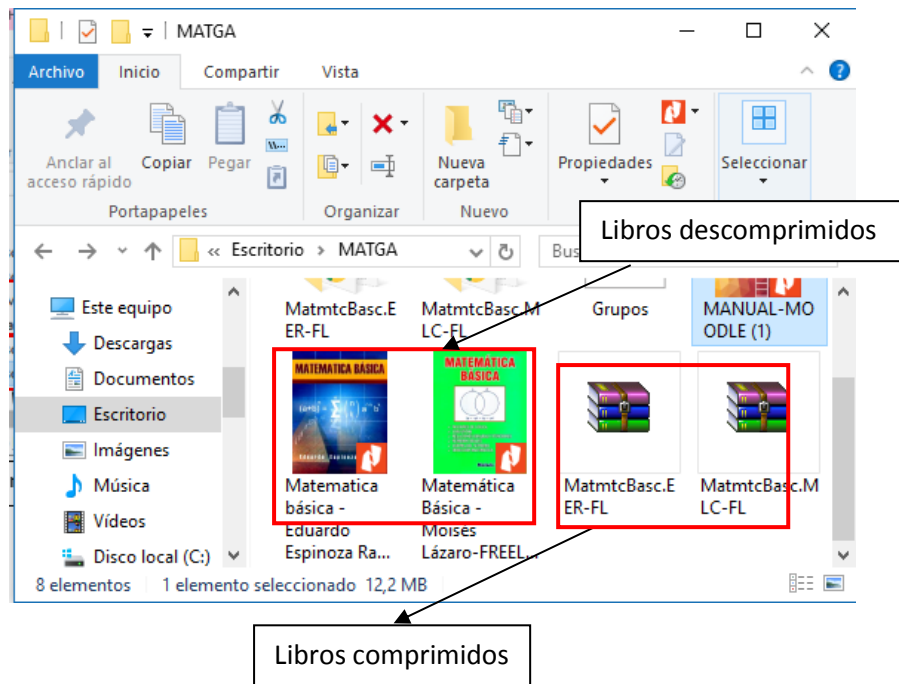 MATGA
Archivo Inicio Compartir Vista
Anclar al acceso rápido
Copiar
Pegar
Nueva carpeta
Propiedades
Seleccionar
Portapapeles Organizar Nuevo
Libros descomprimidos
« Escritorio > MATGA
Bus
Este equipo
Descargas
Documentos
Escritorio
Imágenes
Música
Vídeos
Disco local (C:)
MatmtcBasc.E
ER-FL
MatmtcBasc.M
LC-FL
Grupos
MANUAL-MO
ODLE (1)
MATEMATICA BASICA
MATEMATICA
BÁSICA
Matematica
básica -
Eduardo
Espinoza Ra...
Matemática
Básica -
Moisés
Lázaro-FREEL...
MatmtcBasc.E
ER-FL
MatmtcBasc.M
LC-FL
8 elementos 1 elemento seleccionado 12,2 MB
Libros comprimidos